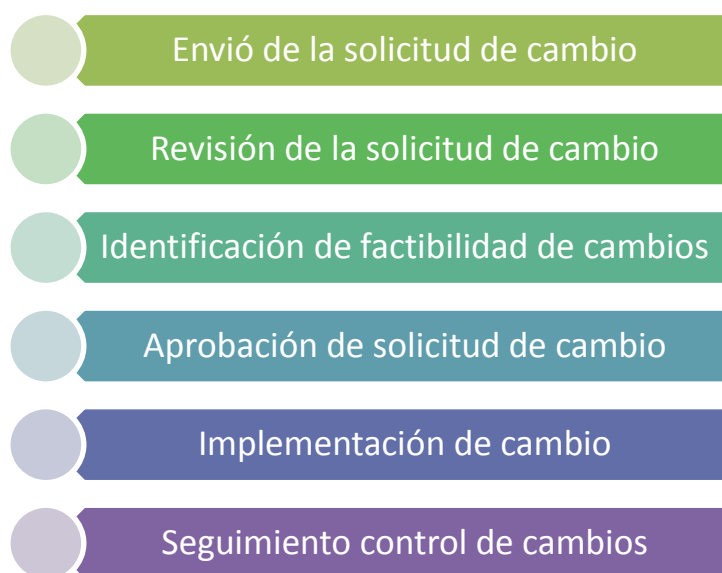 Envió de la solicitud de cambio
Revisión de la solicitud de cambio
Identificación de factibilidad de cambios
Aprobación de solicitud de cambio
Implementación de cambio
Seguimiento control de cambios